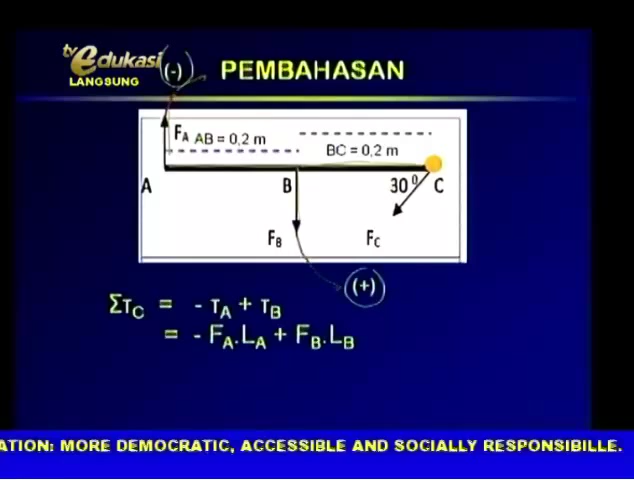 tv edukasi
LANGSUNG
(-)
PEMBAHASAN
FA
AB = 0,2 m
BC = 0,2 m
A
B
30⁰
C
FB
FC
(+)
ΣτC = - τA + τB
= - FA.LA + FB.LB
ATION: MORE DEMOCRATIC, ACCESSIBLE AND SOCIALLY RESPONSIBILLE.